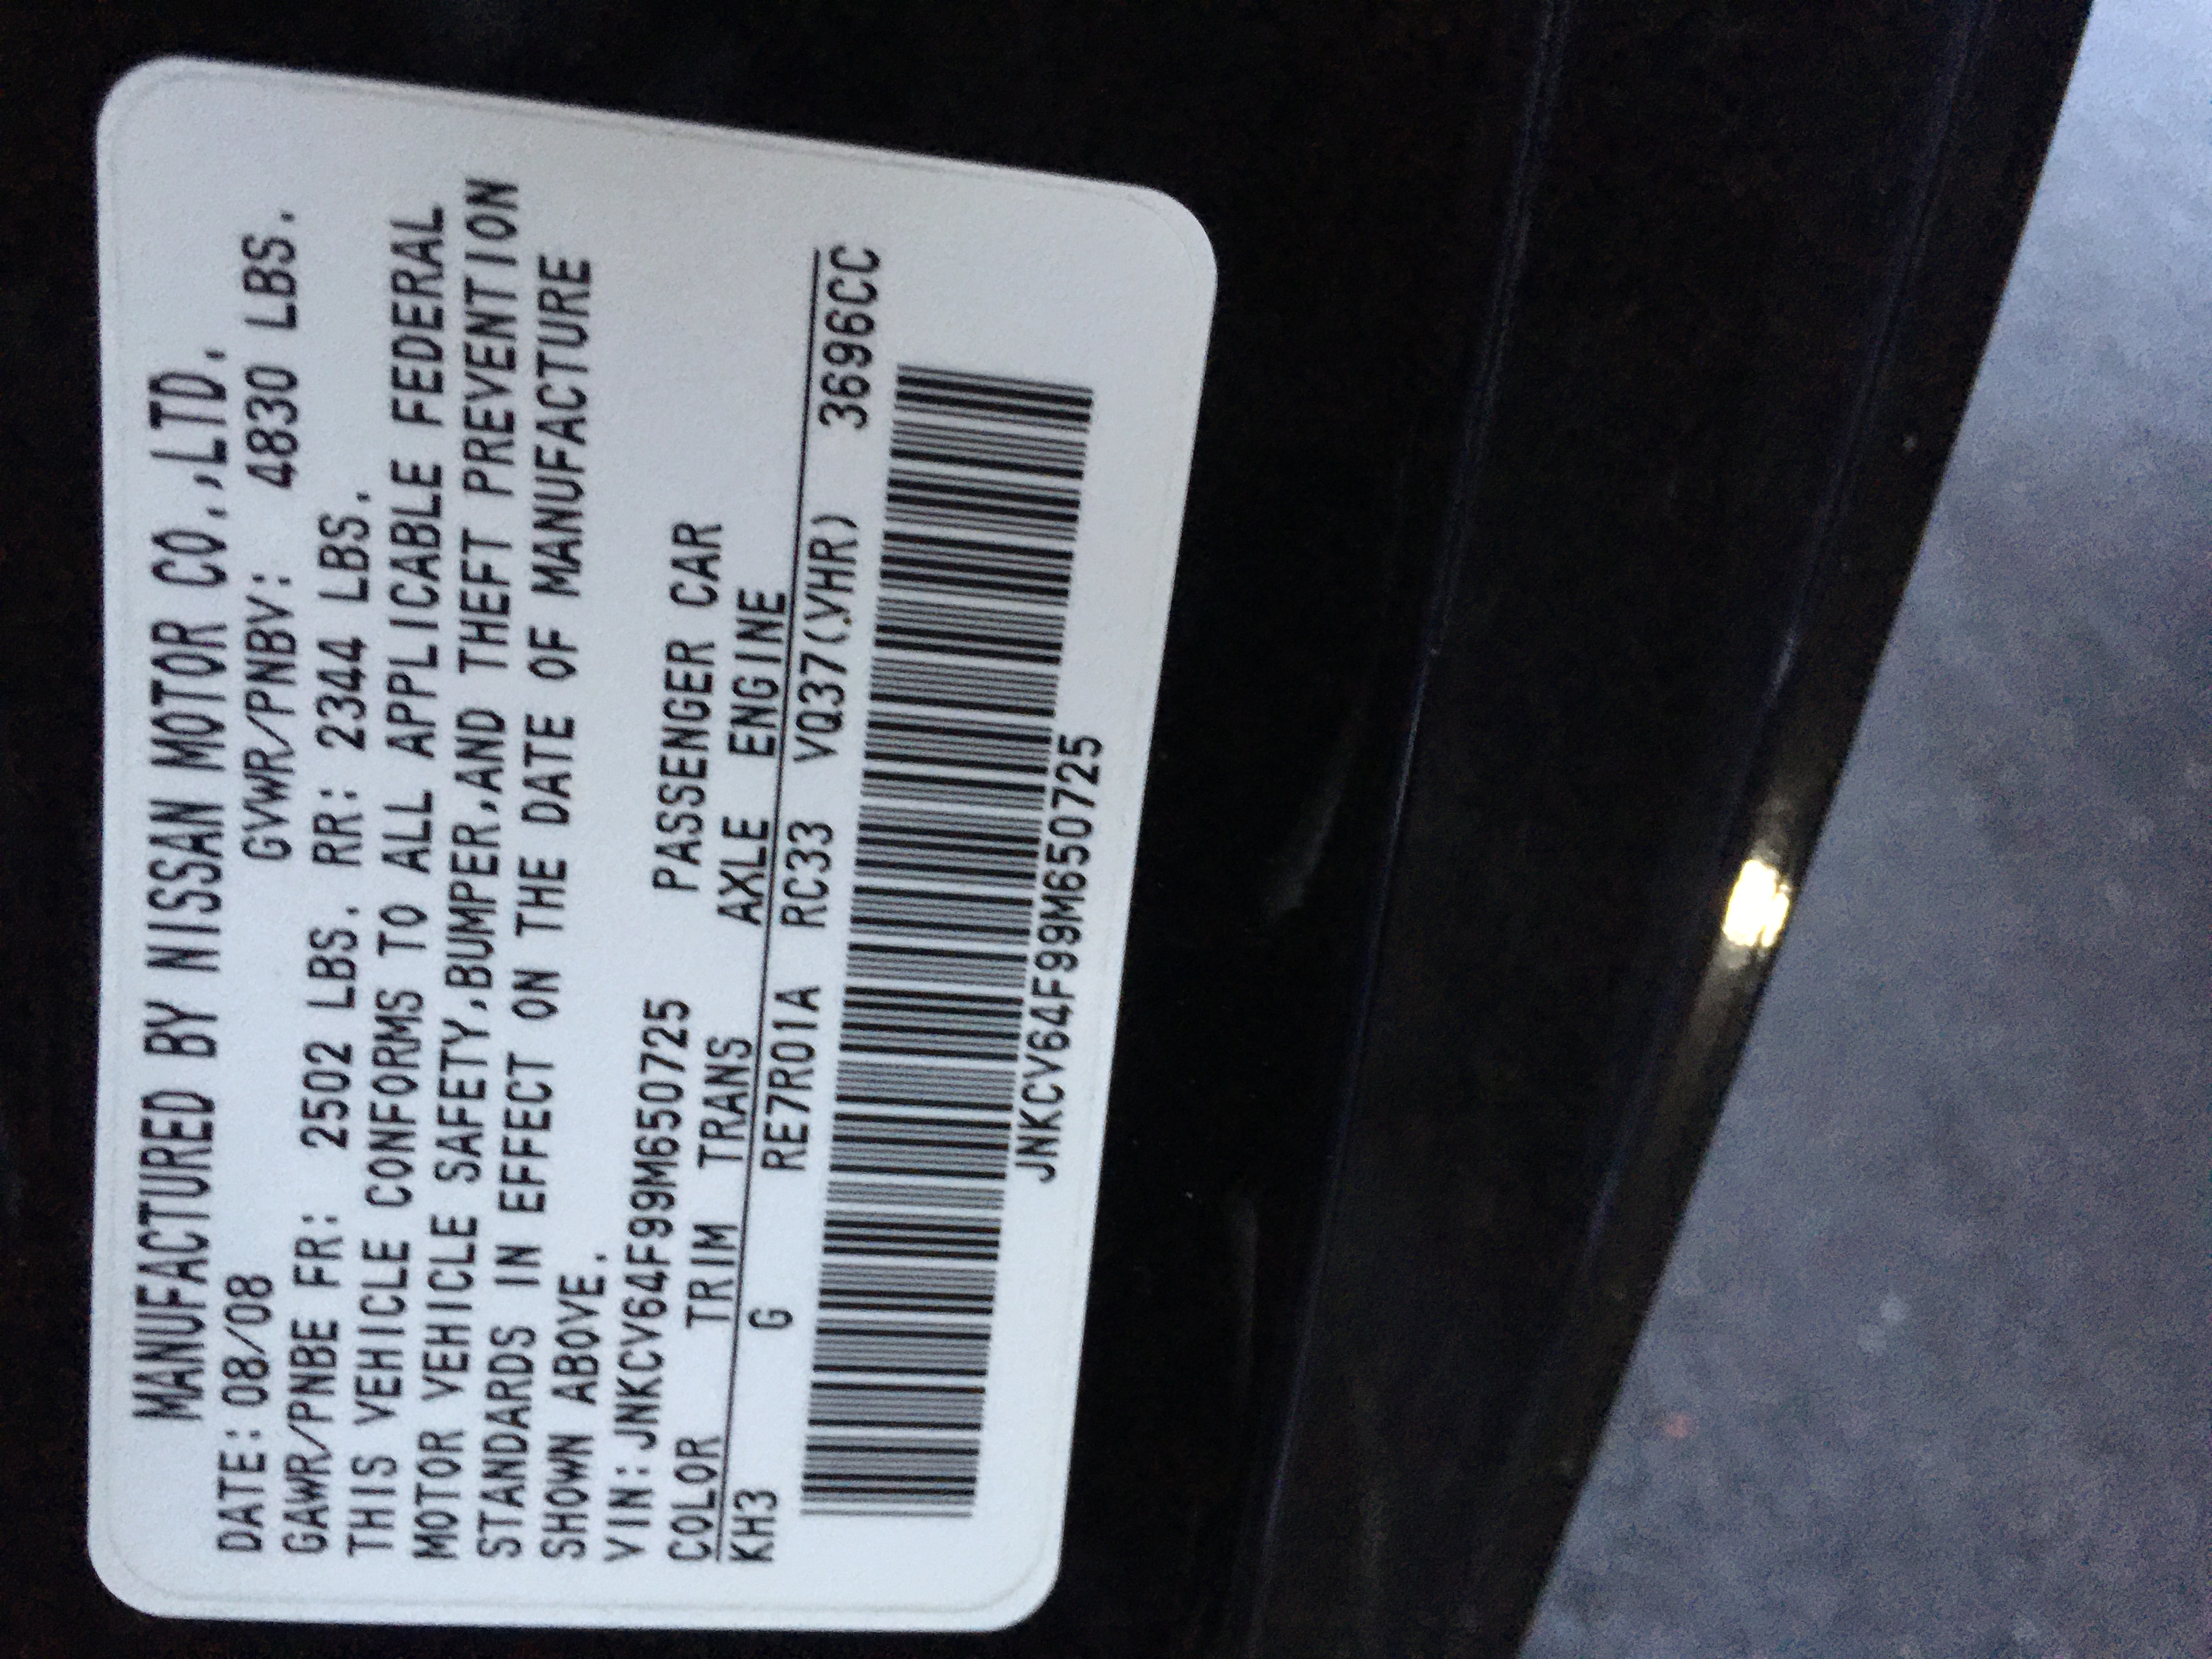 MANUFACTURED BY NISSAN MOTOR CO.,LTD.
DATE: 08/08 GVWR/PNBV: 4830 LBS.
GAWR/PNBE FR: 2502 LBS. RR: 2344 LBS.
THIS VEHICLE CONFORMS TO ALL APPLICABLE FEDERAL
MOTOR VEHICLE SAFETY,BUMPER,AND THEFT PREVENTION
STANDARDS IN EFFECT ON THE DATE OF MANUFACTURE
SHOWN ABOVE.
VIN:JNKCV64F99M650725 PASSENGER CAR
COLOR TRIM TRANS AXLE ENGINE
KH3 G RE7R01A RC33 VQ37(VHR) 3696CC
JNKCV64F99M650725